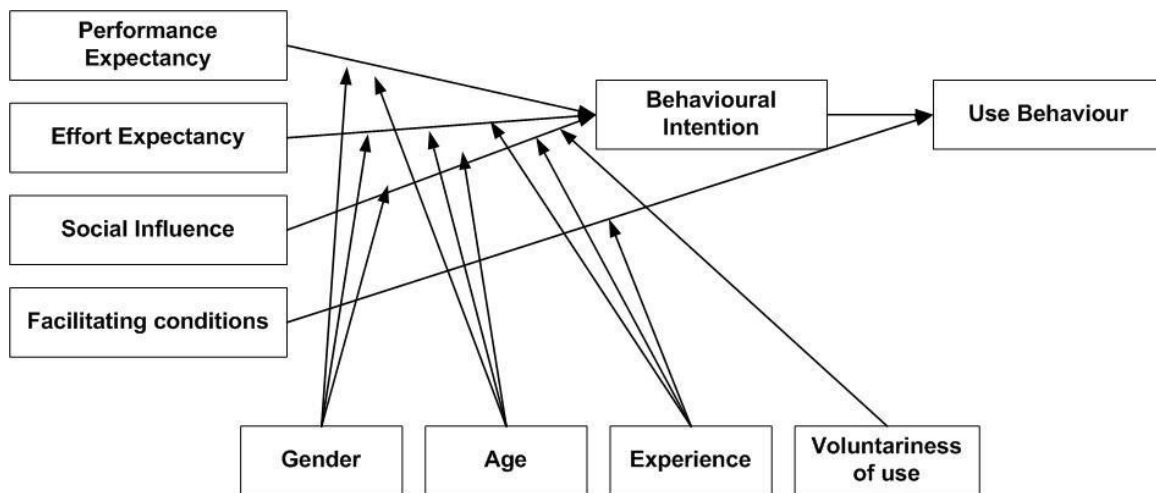 Performance
Expectancy
Behavioural
Intention
Use Behaviour
Effort Expectancy
Social Influence
Facilitating conditions
Gender
Age
Experience
Voluntariness
of use